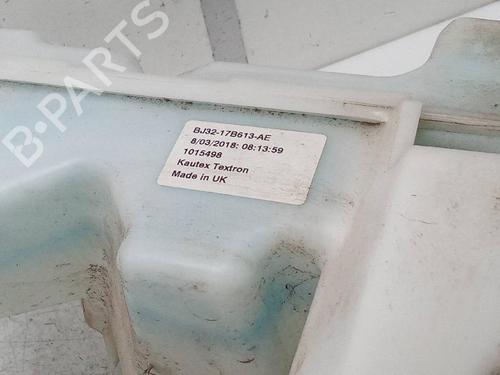 B-PARTS
BJ32-17B613-AE
8/03/2018: 08:13:59
1015498
Kautex Textron
Made in UK